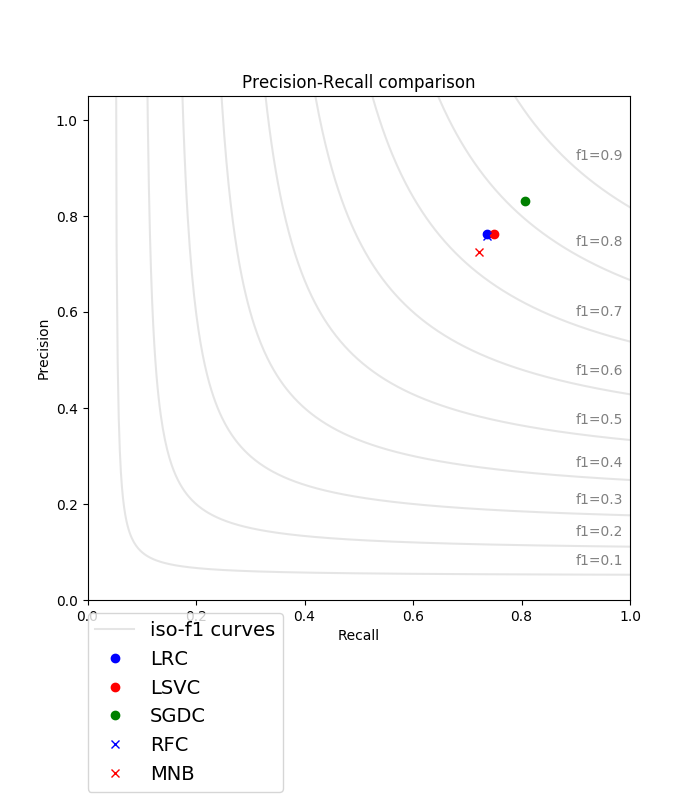 Precision-Recall comparison
1.0
f1=0.9
0.8
f1=0.8
0.6
f1=0.7
Precision
f1=0.6
0.4
f1=0.5
f1=0.4
0.2
f1=0.3
f1=0.2
f1=0.1
0.0
0.0 0.2 0.4 0.6 0.8 1.0
Recall
iso-f1 curves
LRC
LSVC
SGDC
RFC
MNB